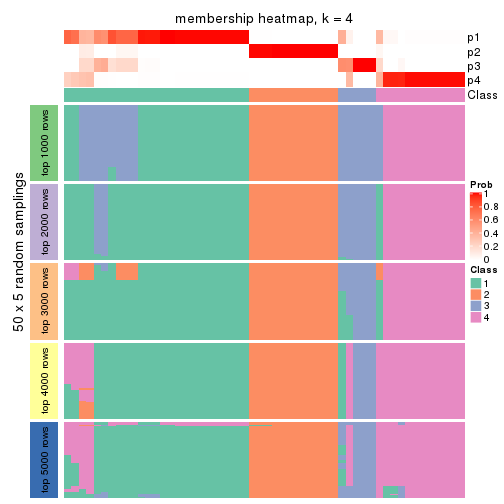 membership heatmap, k = 4
p1
p2
p3
p4
Class
50 x 5 random samplings
top 1000 rows
top 2000 rows
top 3000 rows
top 4000 rows
top 5000 rows
Prob
1
0.8
0.6
0.4
0.2
0
Class
1
2
3
4